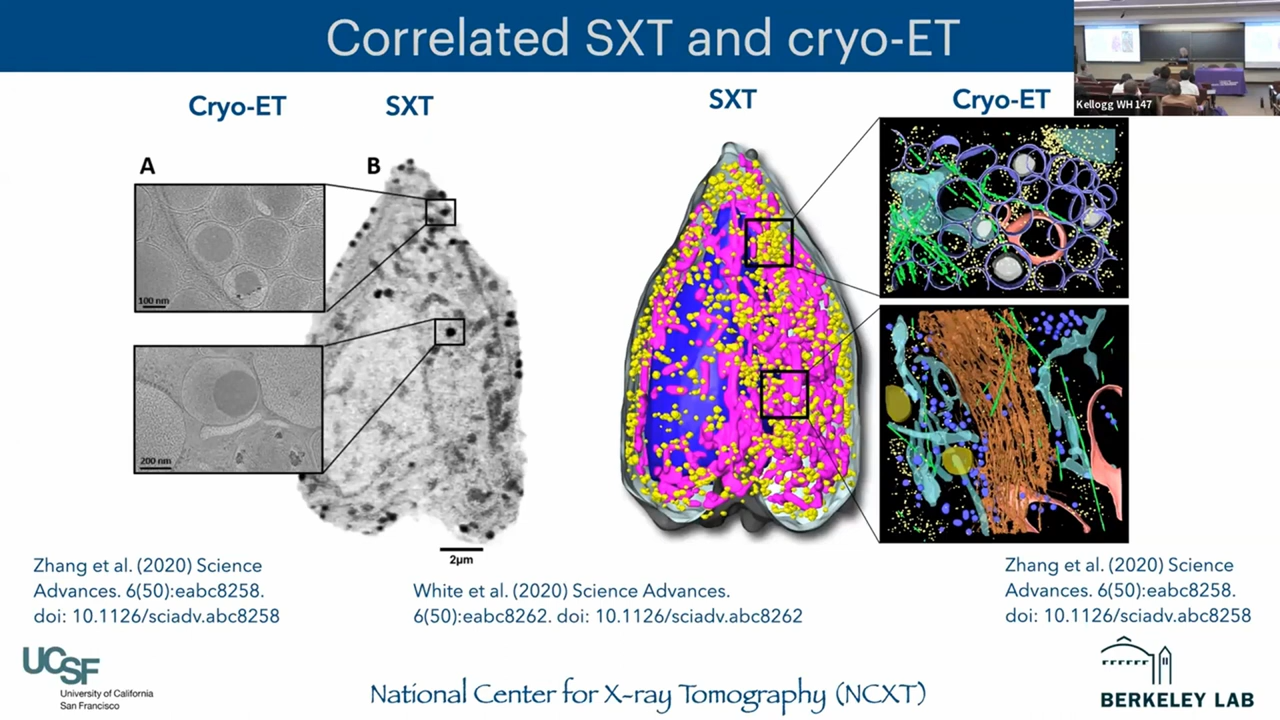 Correlated SXT and cryo-ET
Kellogg WH 147
Cryo-ET
SXT
SXT
Cryo-ET
A
B
100 nm
200 nm
2μm
Zhang et al. (2020) Science
Advances. 6(50):eabc8258.
doi: 10.1126/sciadv.abc8258
White et al. (2020) Science Advances.
6(50):eabc8262. doi: 10.1126/sciadv.abc8262
Zhang et al. (2020) Science
Advances. 6(50):eabc8258.
doi: 10.1126/sciadv.abc8258
UCSF
University of California
San Francisco
National Center for X-ray Tomography (NCXT)
BERKELEY LAB